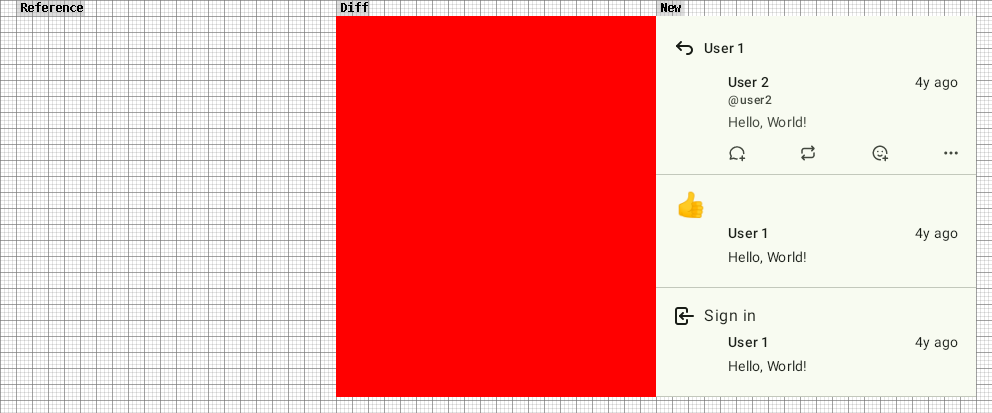 Reference
Diff
New
User 1
User 2 4y ago
@user2
Hello, World!
User 1 4y ago
Hello, World!
Sign in
User 1 4y ago
Hello, World!